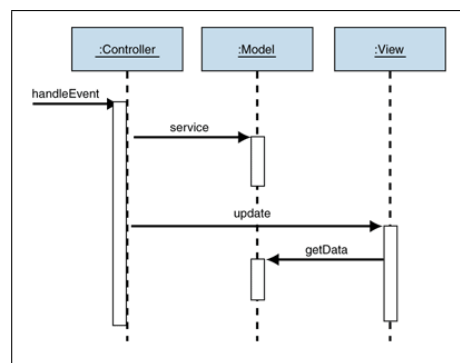 :Controller
:Model
:View
handleEvent
service
update
getData